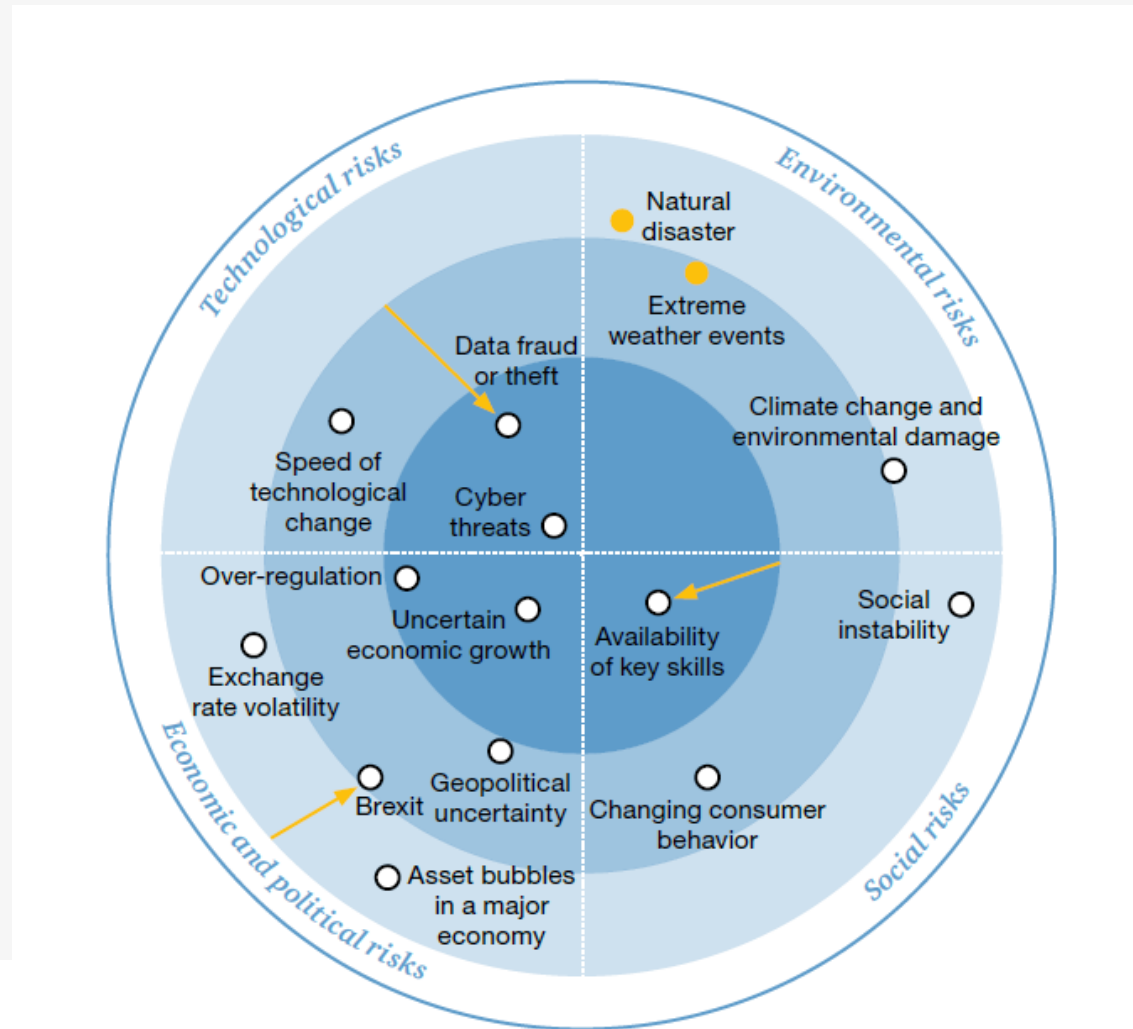 Technological risks
Environmental risks
Natural
disaster
Extreme
weather events
Data fraud
or theft
Climate change and
environmental damage
Speed of
technological
change
Cyber
threats
Over-regulation
Uncertain
economic growth
Availability
of key skills
Social
instability
Exchange
rate volatility
Geopolitical
uncertainty
Brexit
Changing consumer
behavior
Asset bubbles
in a major
economy
Economic and political risks
Social risks